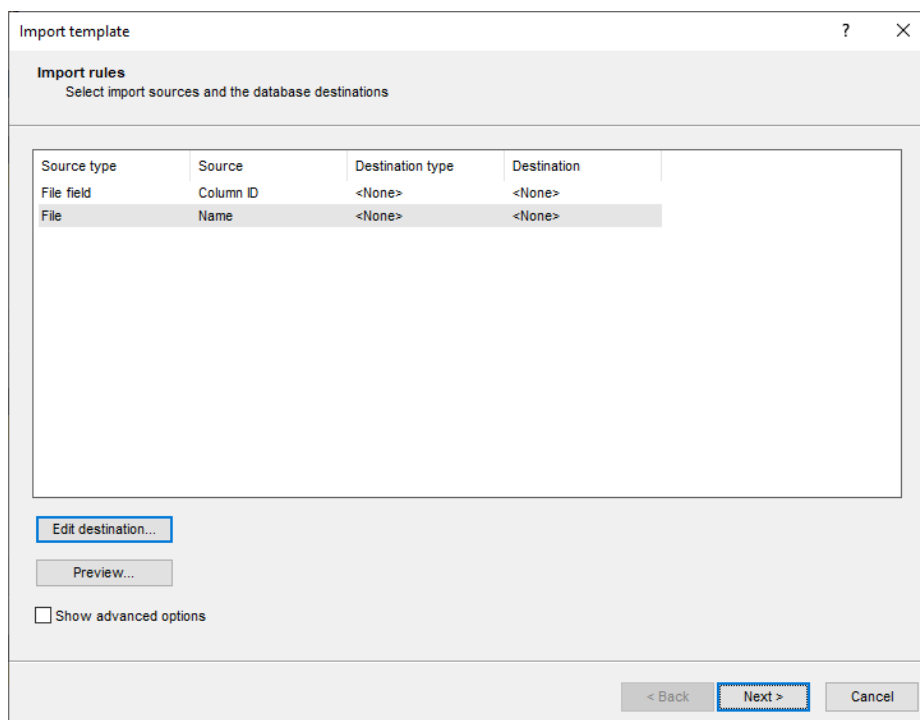 Import template ? ×
Import rules
Select import sources and the database destinations
Source type Source Destination type Destination
File field Column ID <None> <None>
File Name <None> <None>
Edit destination...
Preview...
Show advanced options
< Back Next > Cancel